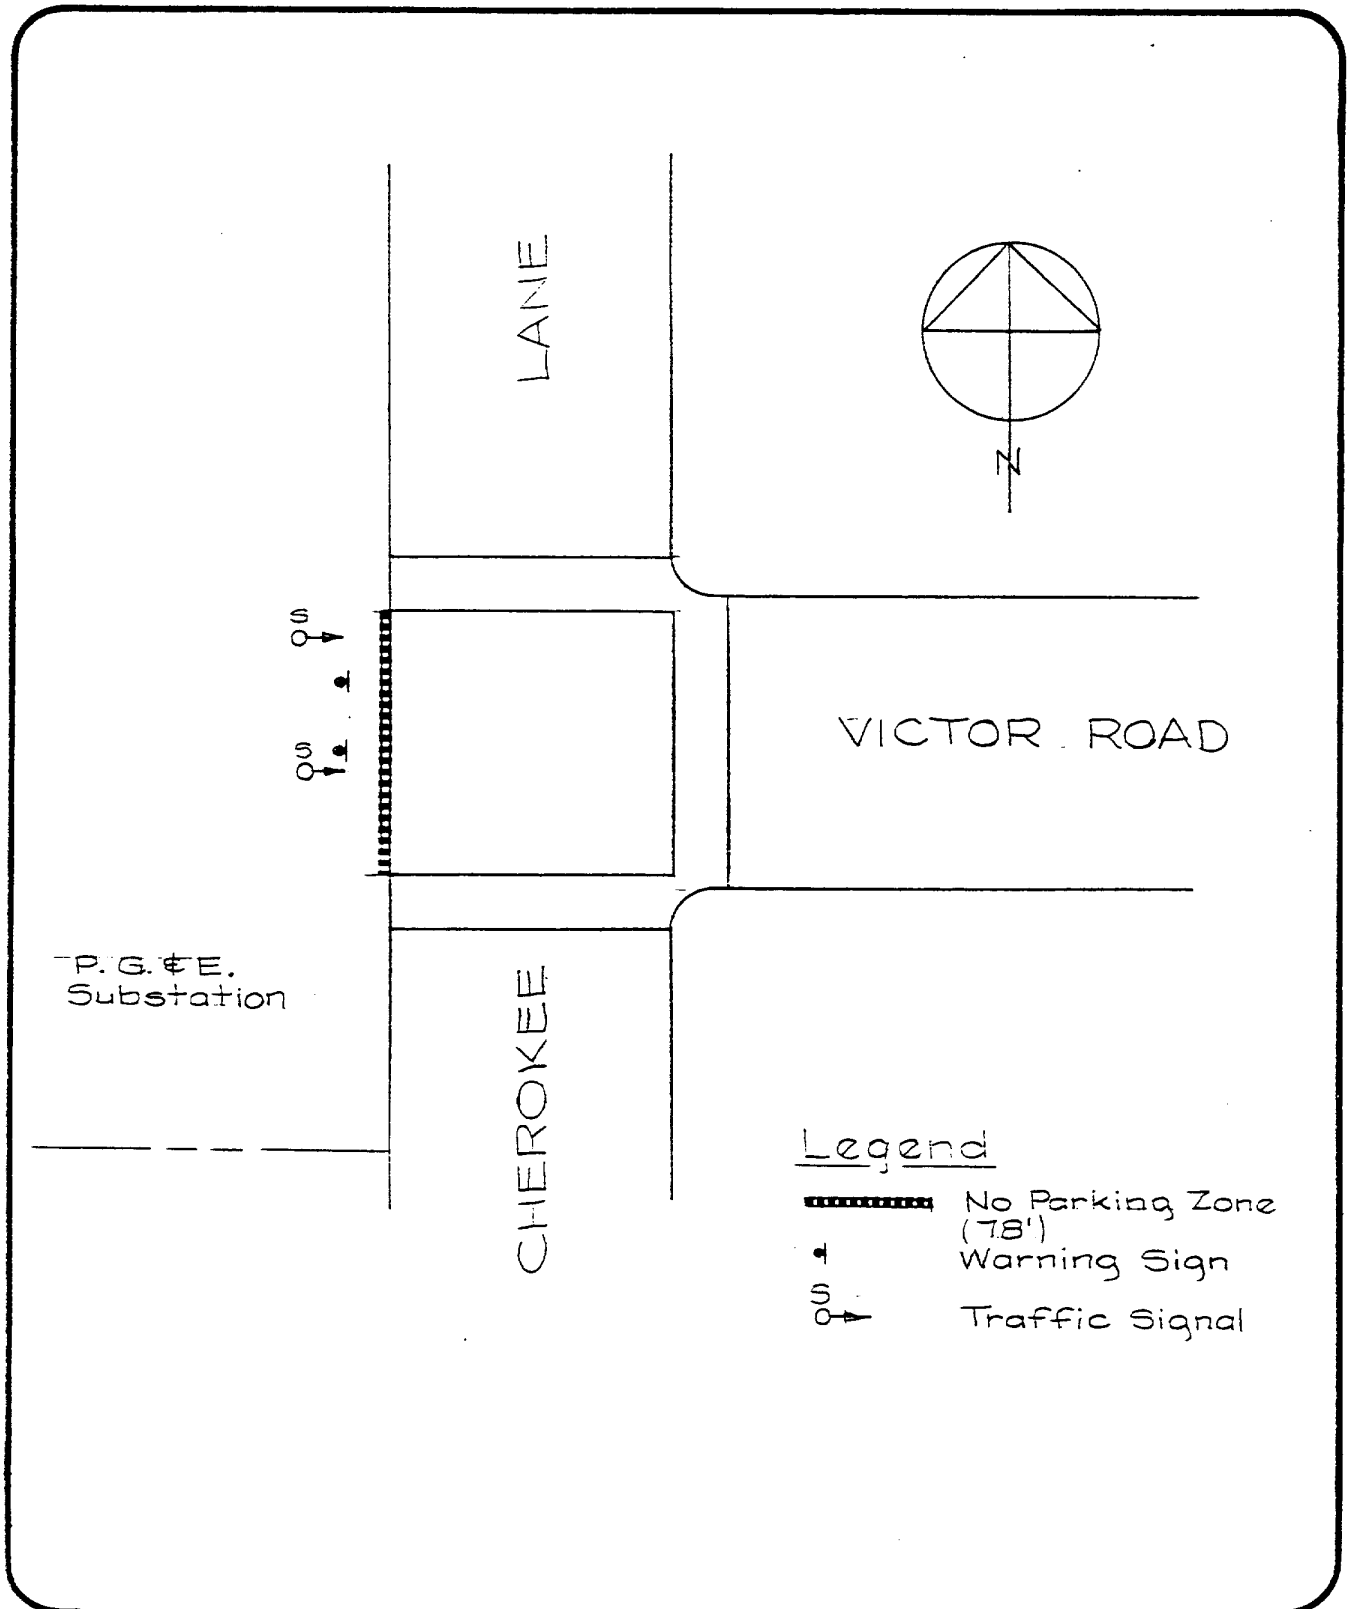 LANE
N
S
S
VICTOR ROAD
P. G. & E.
Substation
CHEROKEE
Legend
No Parking Zone
(78')
Warning Sign
S
Traffic Signal